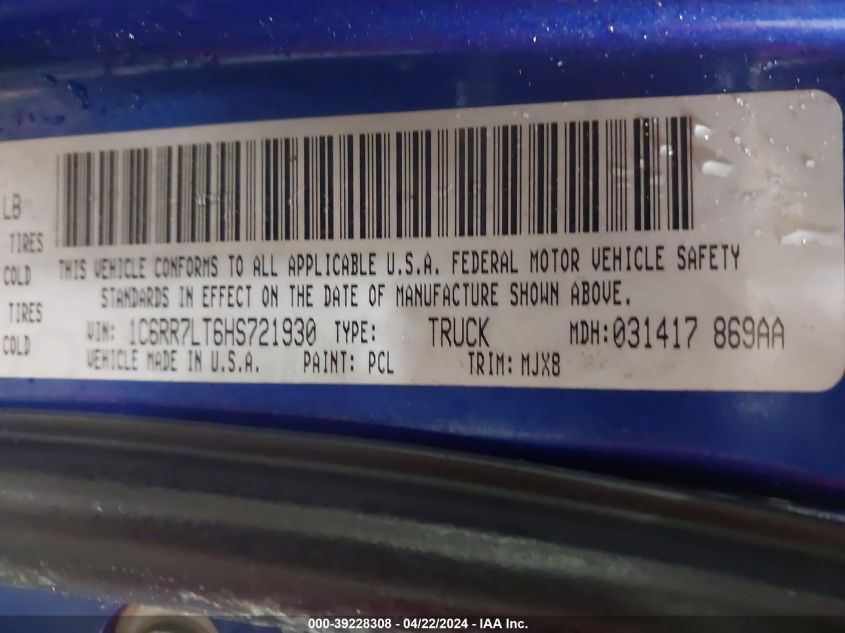 LB
TIRES
COLD
TIRES
COLD
THIS VEHICLE CONFORMS TO ALL APPLICABLE U.S.A. FEDERAL MOTOR VEHICLE SAFETY
STANDARDS IN EFFECT ON THE DATE OF MANUFACTURE SHOWN ABOVE.
VIN: 1C6RR7LT6HS721930 TYPE: TRUCK MDH:031417 869AA
VEHICLE MADE IN U.S.A. PAINT: PCL TRIM: MJX8
000-39228308 - 04/22/2024 - IAA Inc.